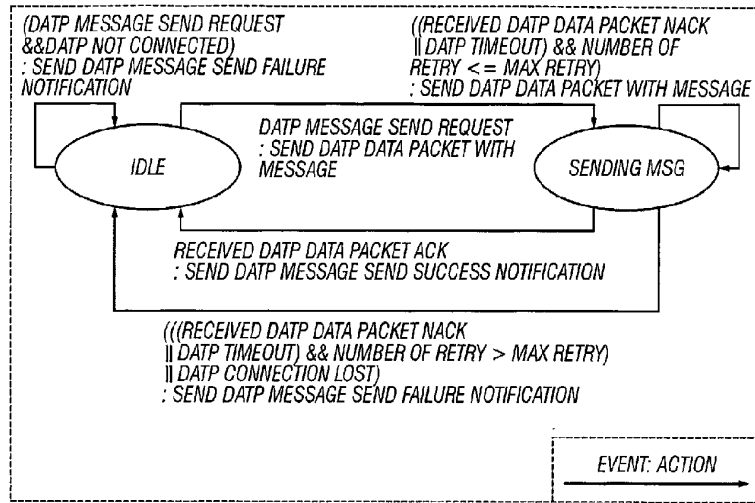 (DATP MESSAGE SEND REQUEST
&&DATP NOT CONNECTED)
: SEND DATP MESSAGE SEND FAILURE
NOTIFICATION
((RECEIVED DATP DATA PACKET NACK
|| DATP TIMEOUT) && NUMBER OF
RETRY <= MAX RETRY)
: SEND DATP DATA PACKET WITH MESSAGE
IDLE
DATP MESSAGE SEND REQUEST
: SEND DATP DATA PACKET WITH
MESSAGE
SENDING MSG
RECEIVED DATP DATA PACKET ACK
: SEND DATP MESSAGE SEND SUCCESS NOTIFICATION
(((RECEIVED DATP DATA PACKET NACK
|| DATP TIMEOUT) && NUMBER OF RETRY > MAX RETRY)
|| DATP CONNECTION LOST)
: SEND DATP MESSAGE SEND FAILURE NOTIFICATION
EVENT: ACTION